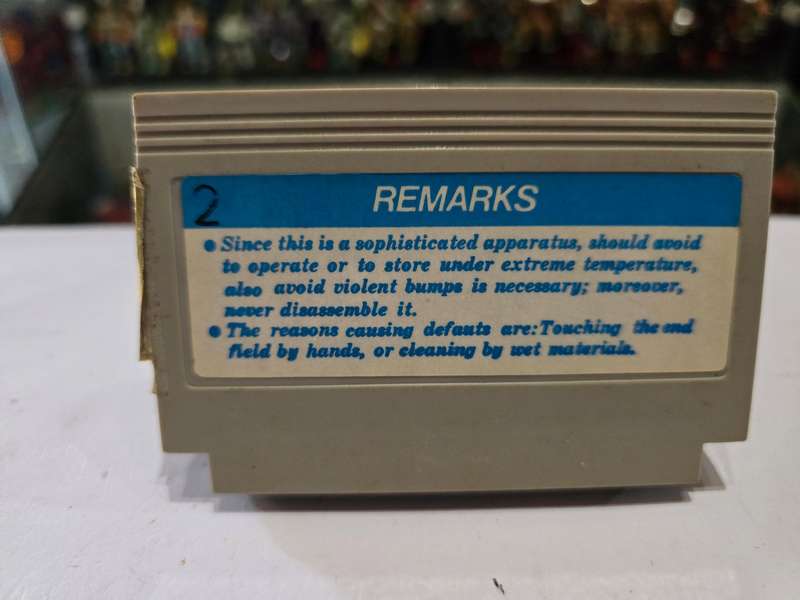 2
REMARKS
● Since this is a sophisticated apparatus, should avoid
to operate or to store under extreme temperature,
also avoid violent bumps is necessary; moreover,
never disassemble it.
● The reasons causing defauts are:Touching the end
field by hands, or cleaning by wet materials.